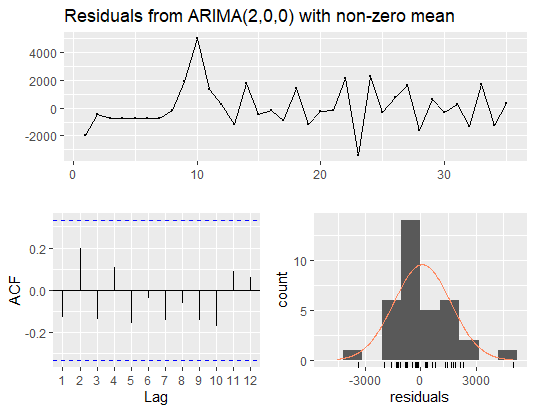 Residuals from ARIMA(2,0,0) with non-zero mean
4000
2000
0
-2000
0 10 20 30
ACF
0.2
0.0
-0.2
1 2 3 4 5 6 7 8 9 10 11 12
Lag
count
10
5
0
-3000 0 3000
residuals